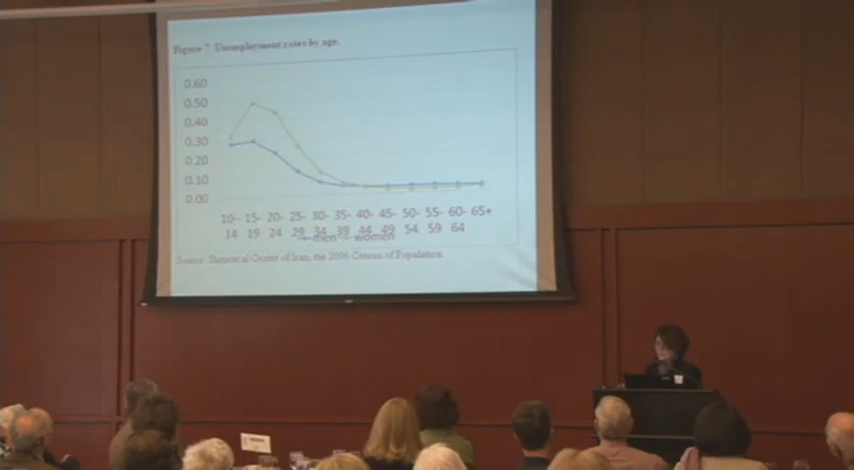 Figure 7 Unemployment rates by age.
0.60
0.50
0.40
0.30
0.20
0.10
0.00
10- 15- 20- 25- 30- 35- 40- 45- 50- 55- 60- 65+
14 19 24 29 34 39 44 49 54 59 64
men women
Source: Statistical Center of Iran, the 2006 Census of Population.